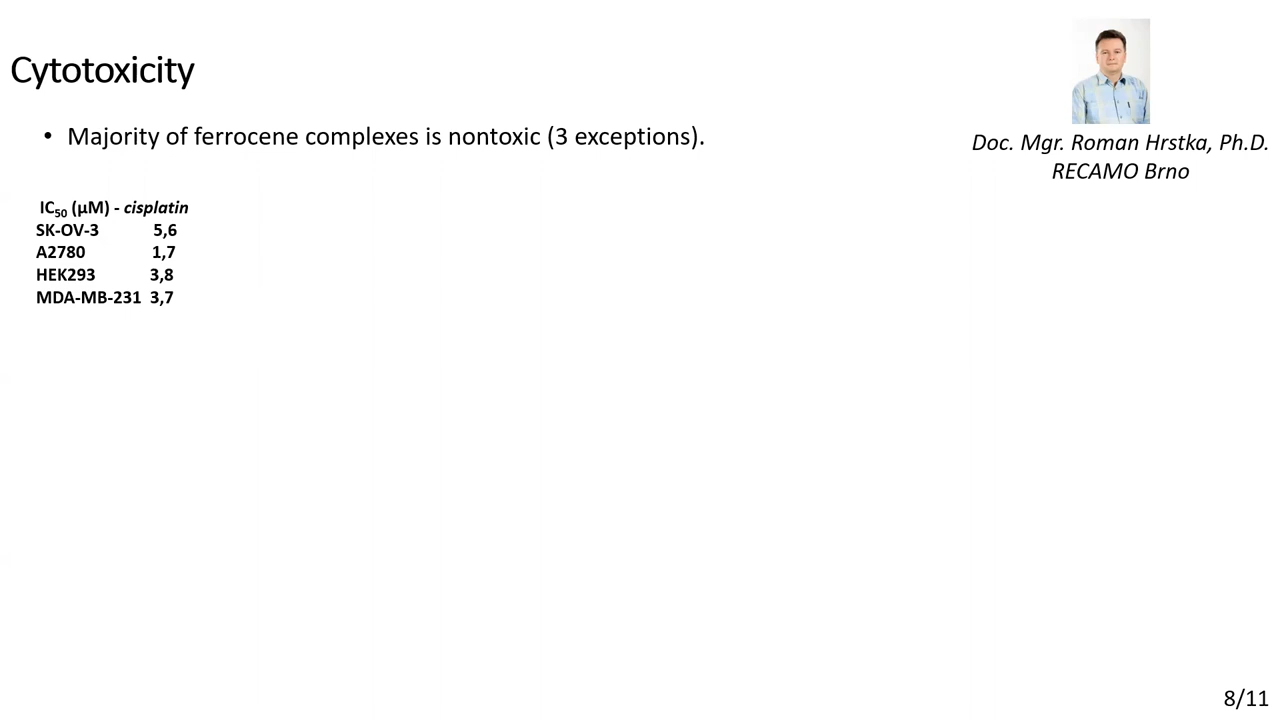 Cytotoxicity
• Majority of ferrocene complexes is nontoxic (3 exceptions).
Doc. Mgr. Roman Hrstka, Ph.D.
RECAMO Brno
IC50 (μM) - cisplatin
SK-OV-3 5,6
A2780 1,7
HEK293 3,8
MDA-MB-231 3,7
8/11